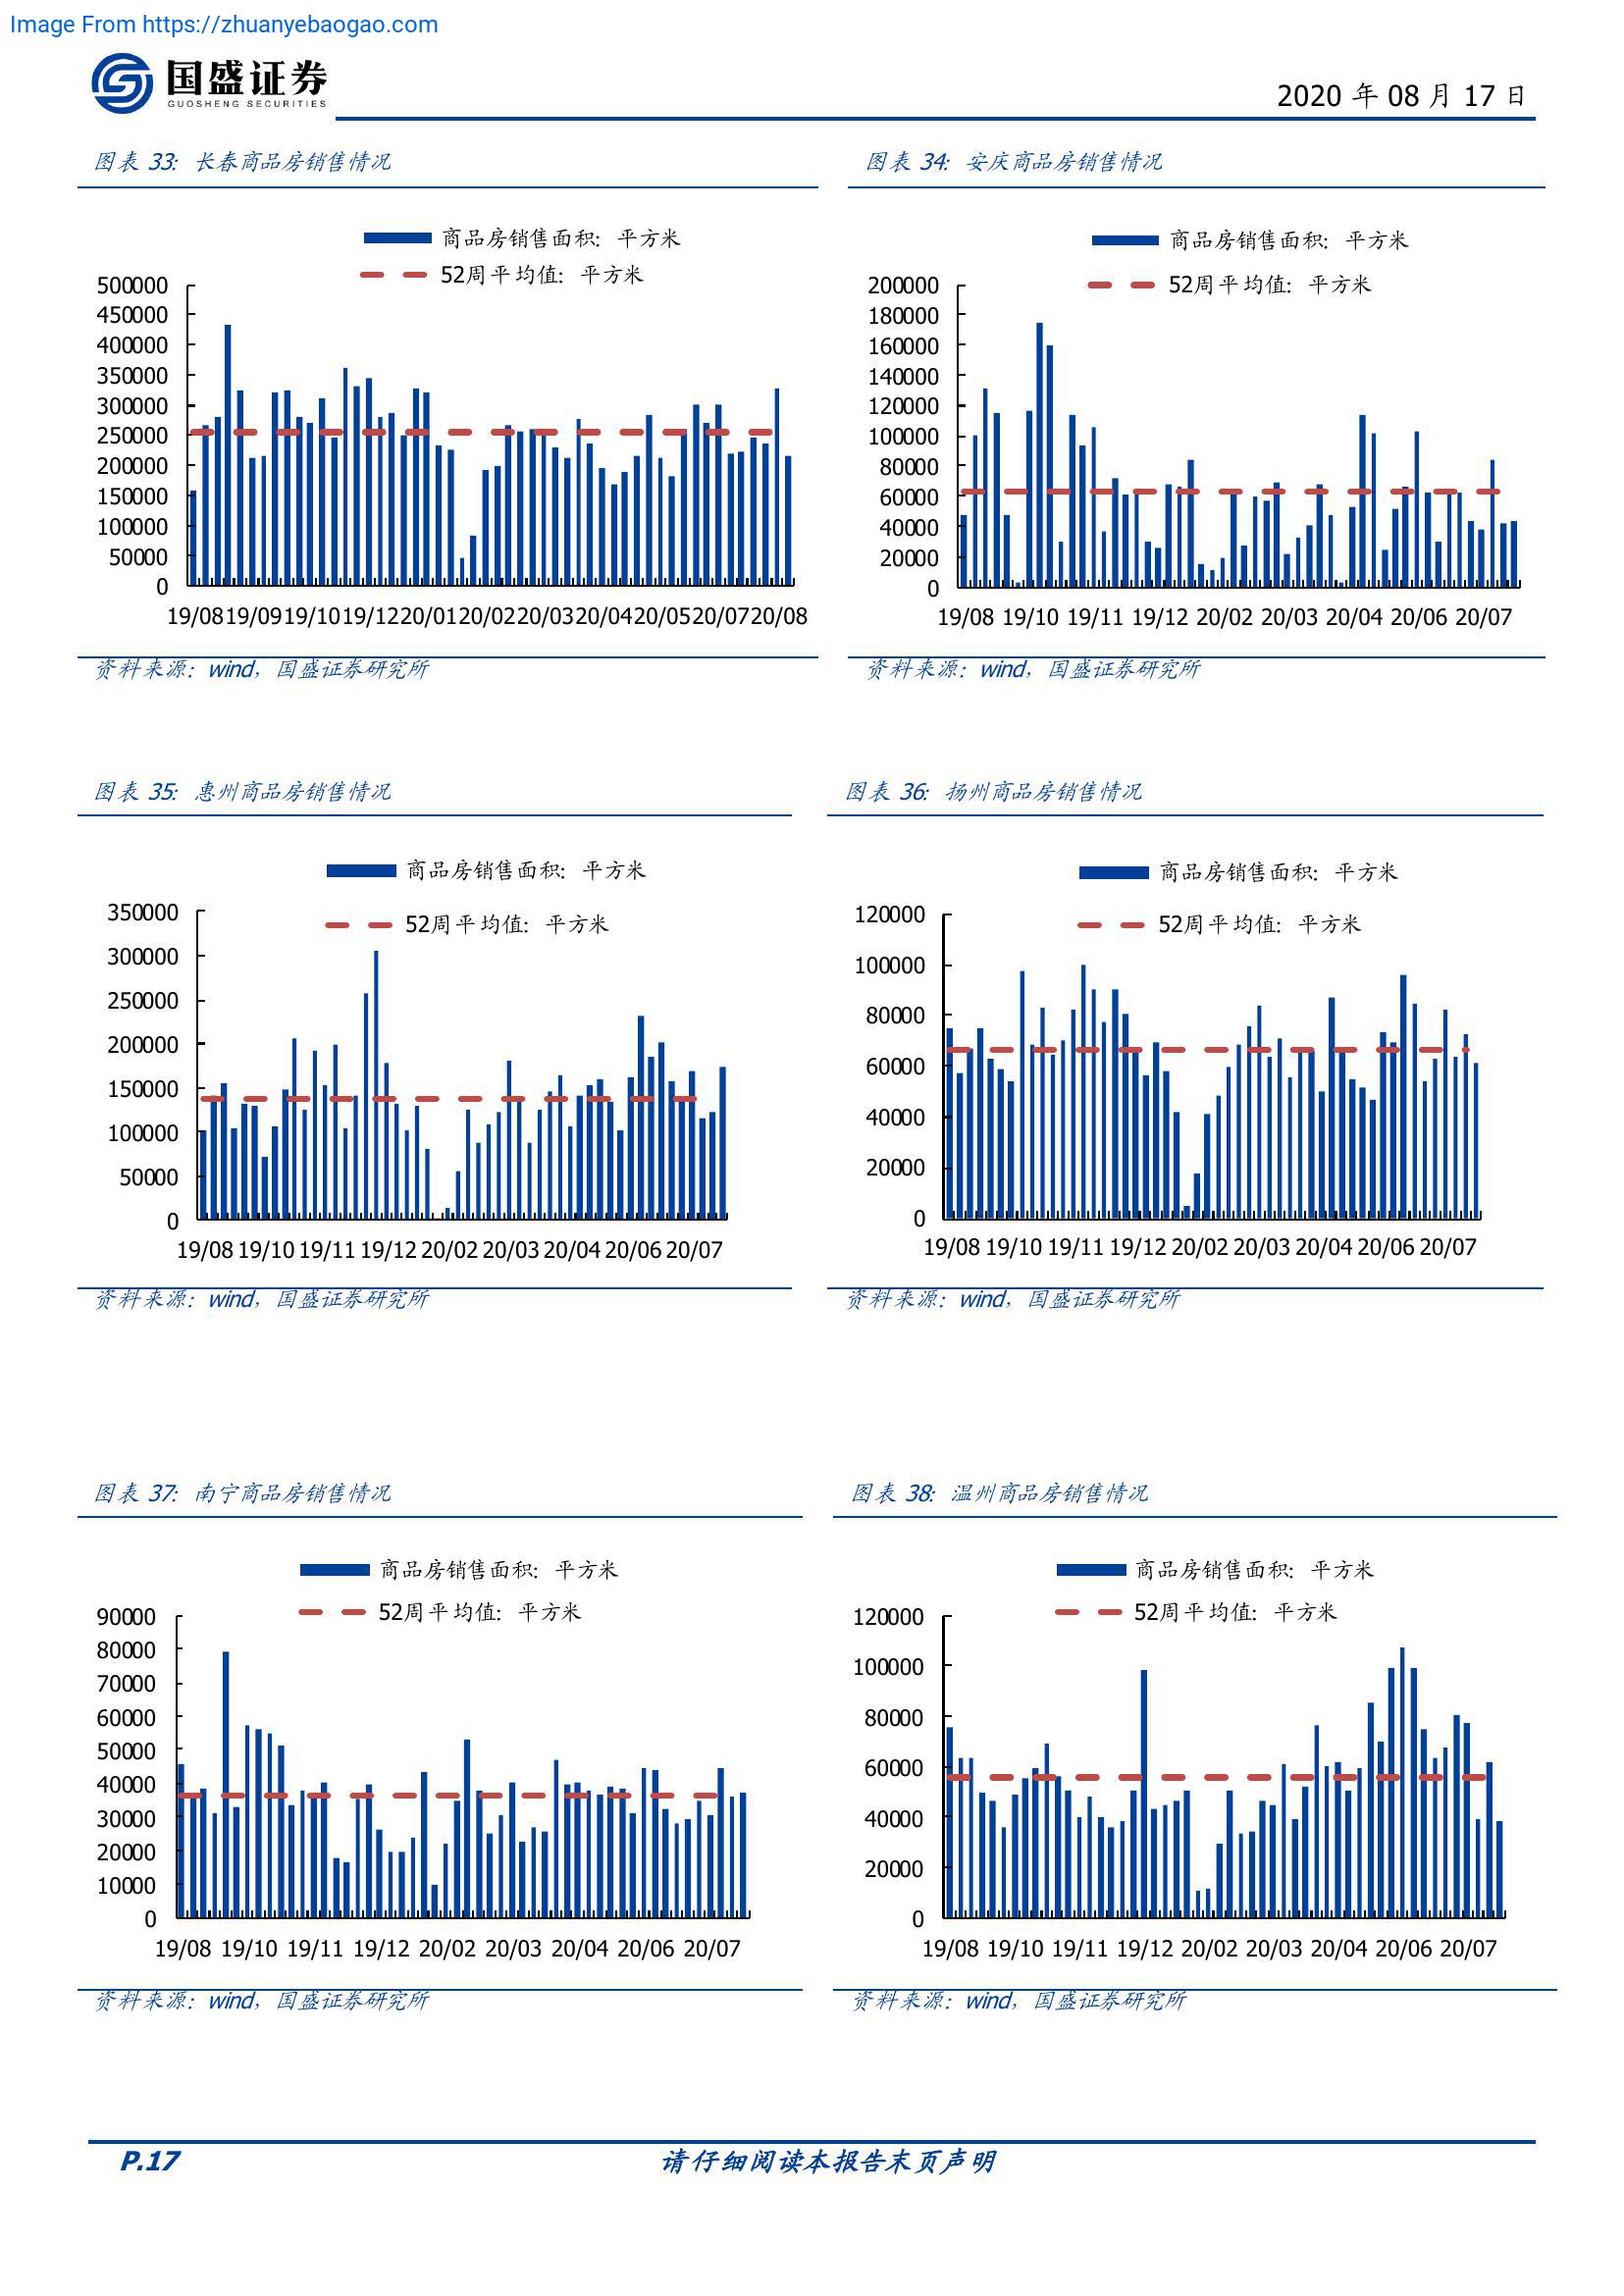 Image From https://zhuanyebaogao.com
国盛证券
GUOSHENG SECURITIES
2020 年 08 月 17 日
图表 33: 长春商品房销售情况
商品房销售面积: 平方米
52周平均值: 平方米
500000
450000
400000
350000
300000
250000
200000
150000
100000
50000
0
19/08 19/09 19/10 19/12 20/01 20/02 20/03 20/04 20/05 20/07 20/08
资料来源: wind, 国盛证券研究所
图表 34: 安庆商品房销售情况
商品房销售面积: 平方米
52周平均值: 平方米
200000
180000
160000
140000
120000
100000
80000
60000
40000
20000
0
19/08 19/10 19/11 19/12 20/02 20/03 20/04 20/06 20/07
资料来源: wind, 国盛证券研究所
图表 35: 惠州商品房销售情况
商品房销售面积: 平方米
52周平均值: 平方米
350000
300000
250000
200000
150000
100000
50000
0
19/08 19/10 19/11 19/12 20/02 20/03 20/04 20/06 20/07
资料来源: wind, 国盛证券研究所
图表 36: 扬州商品房销售情况
商品房销售面积: 平方米
52周平均值: 平方米
120000
100000
80000
60000
40000
20000
0
19/08 19/10 19/11 19/12 20/02 20/03 20/04 20/06 20/07
资料来源: wind, 国盛证券研究所
图表 37: 南宁商品房销售情况
商品房销售面积: 平方米
52周平均值: 平方米
90000
80000
70000
60000
50000
40000
30000
20000
10000
0
19/08 19/10 19/11 19/12 20/02 20/03 20/04 20/06 20/07
资料来源: wind, 国盛证券研究所
图表 38: 温州商品房销售情况
商品房销售面积: 平方米
52周平均值: 平方米
120000
100000
80000
60000
40000
20000
0
19/08 19/10 19/11 19/12 20/02 20/03 20/04 20/06 20/07
资料来源: wind, 国盛证券研究所
P.17
请仔细阅读本报告末页声明